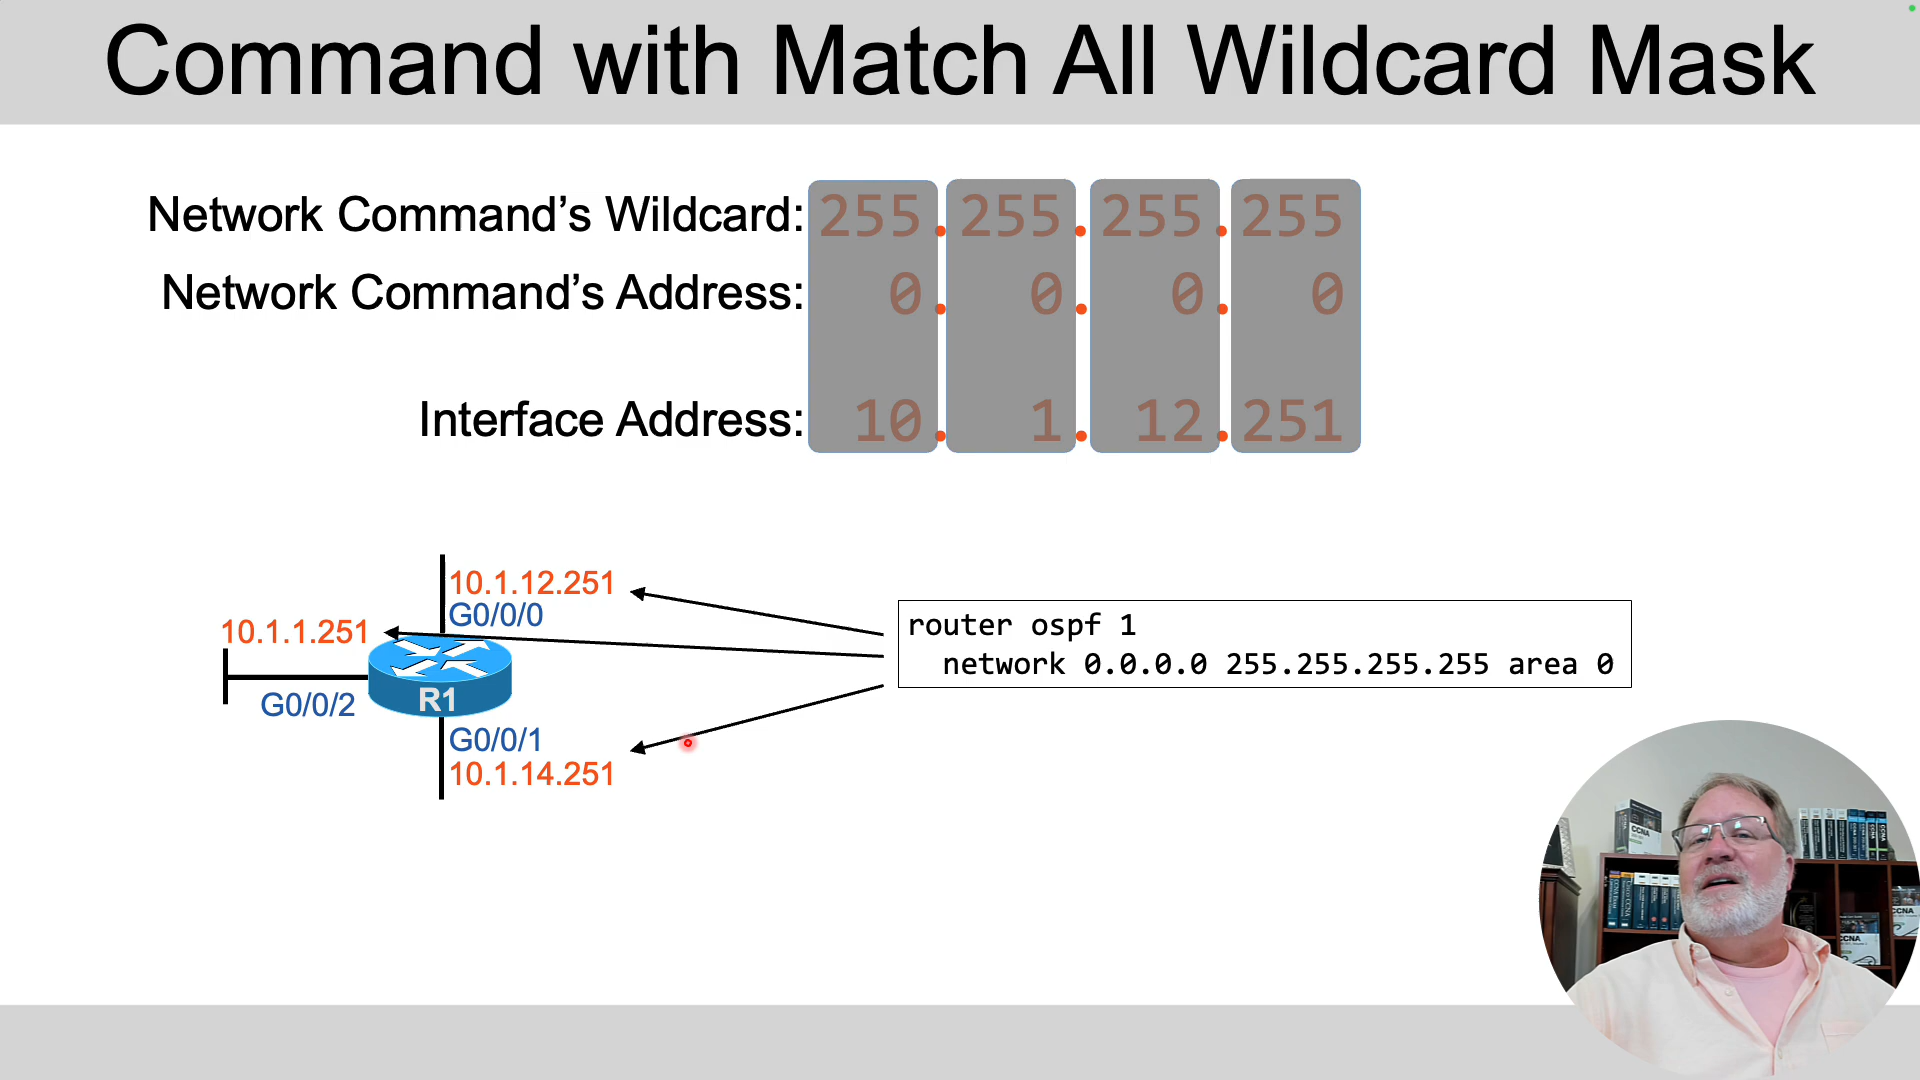 Command with Match All Wildcard Mask
Network Command’s Wildcard: 255.255.255.255
Network Command’s Address: 0.0.0.0
Interface Address: 10.1.12.251
10.1.12.251
G0/0/0
10.1.1.251
G0/0/2
R1
G0/0/1
10.1.14.251
router ospf 1
network 0.0.0.0 255.255.255.255 area 0
CCNA
CCNA
CCNA